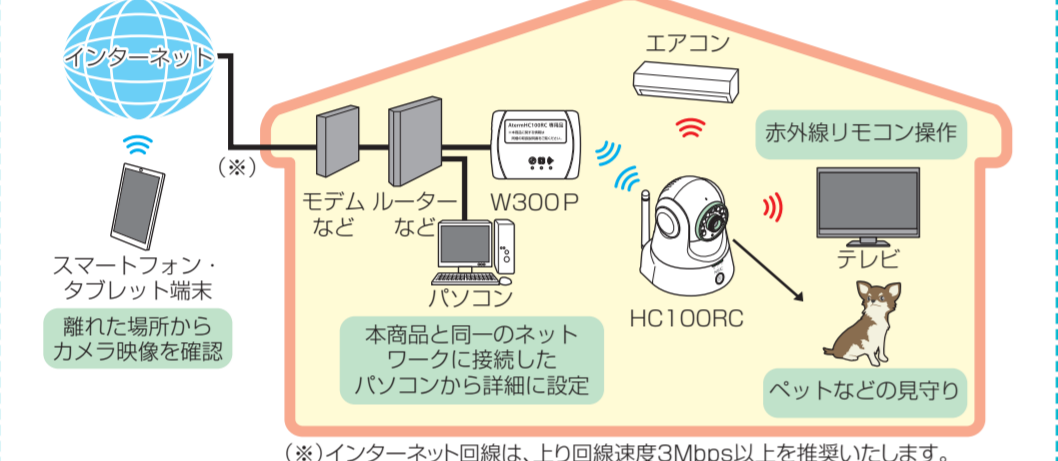 インターネット
エアコン
赤外線リモコン操作
AtermHC100RC 専用品
(※)
モデム
など
ルーター
など
W300P
スマートフォン・
タブレット端末
離れた場所から
カメラ映像を確認
パソコン
本商品と同一のネット
ワークに接続した
パソコンから詳細に設定
HC100RC
テレビ
ペットなどの見守り
(※)インターネット回線は、上り回線速度3Mbps以上を推奨いたします。